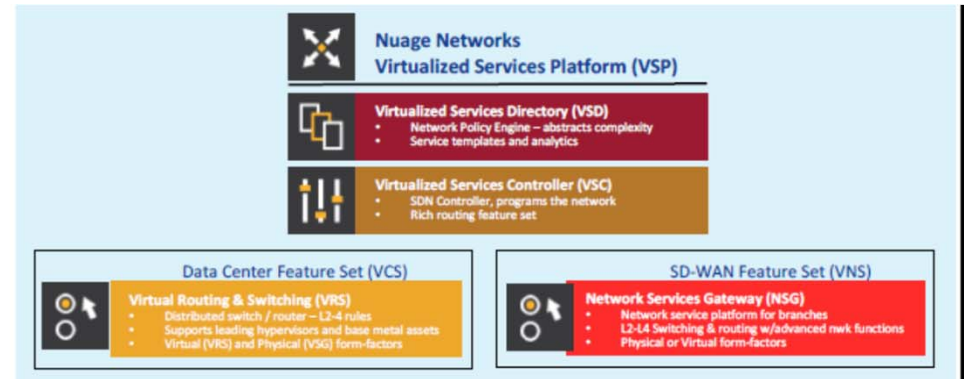 Nuage Networks
Virtualized Services Platform (VSP)
Virtualized Services Directory (VSD)
• Network Policy Engine – abstracts complexity
• Service templates and analytics
Virtualized Services Controller (VSC)
• SDN Controller, programs the network
• Rich routing feature set
Data Center Feature Set (VCS)
Virtual Routing & Switching (VRS)
• Distributed switch / router – L2-4 rules
• Supports leading hypervisors and base metal assets
• Virtual (VRS) and Physical (VSG) form-factors
SD-WAN Feature Set (VNS)
Network Services Gateway (NSG)
• Network service platform for branches
• L2-L4 Switching & routing w/advanced nwk functions
• Physical or Virtual form-factors